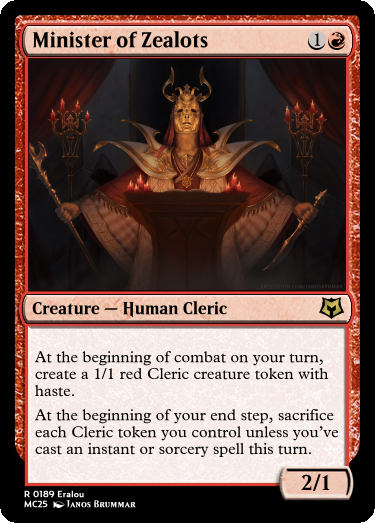 Minister of Zealots 1
Creature — Human Cleric
At the beginning of combat on your turn,
create a 1/1 red Cleric creature token with
haste.
At the beginning of your end step, sacrifice
each Cleric token you control unless you've
cast an instant or sorcery spell this turn.
2/1
R 0189 Eralou
MC25 Ianos Brummar